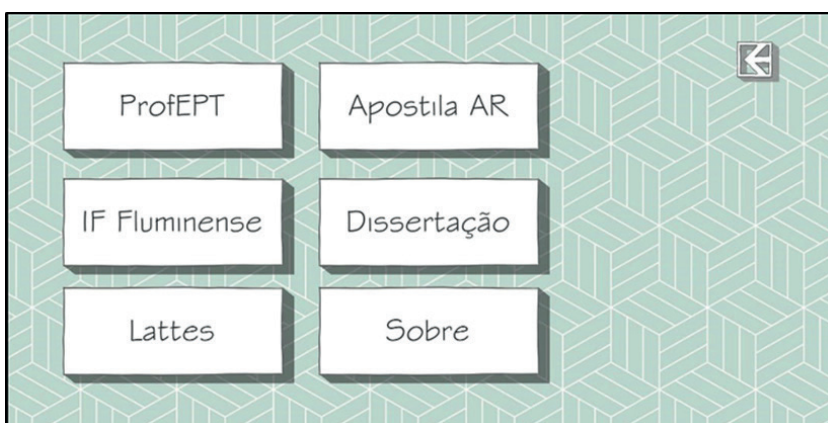 ProfEPT
Apostila AR
IF Fluminense
Dissertação
Lattes
Sobre